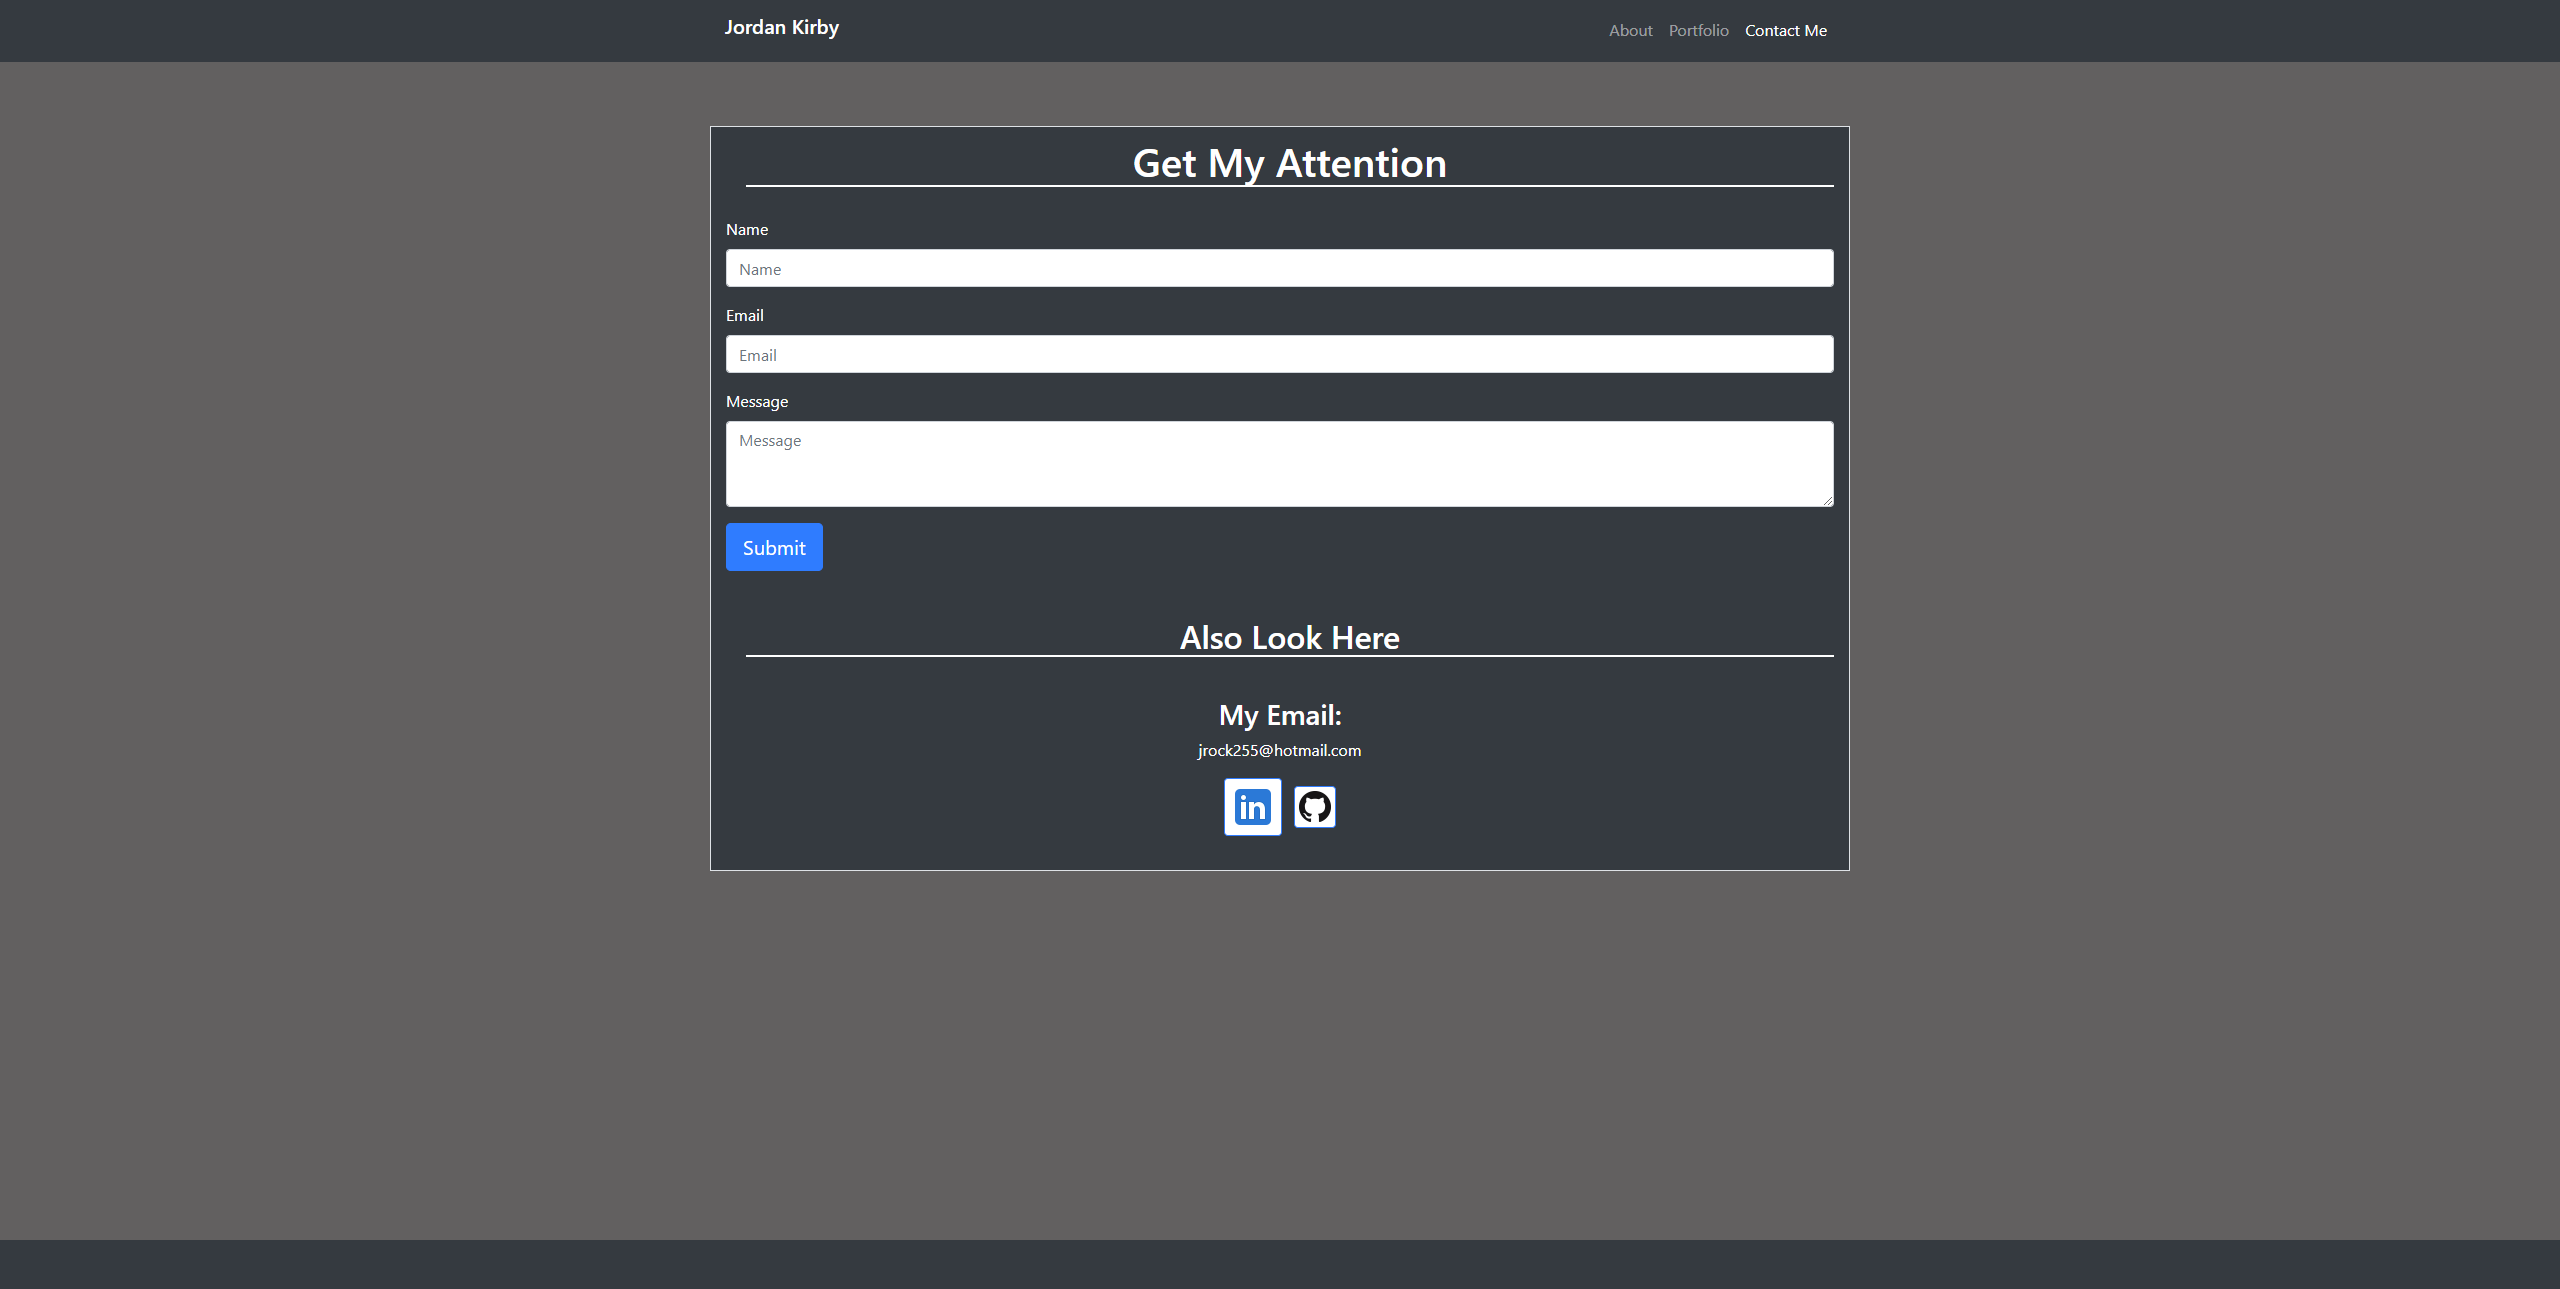 Jordan Kirby
About Portfolio Contact Me
Get My Attention
Name
Name
Email
Email
Message
Message
Submit
Also Look Here
My Email:
jrock255@hotmail.com
in